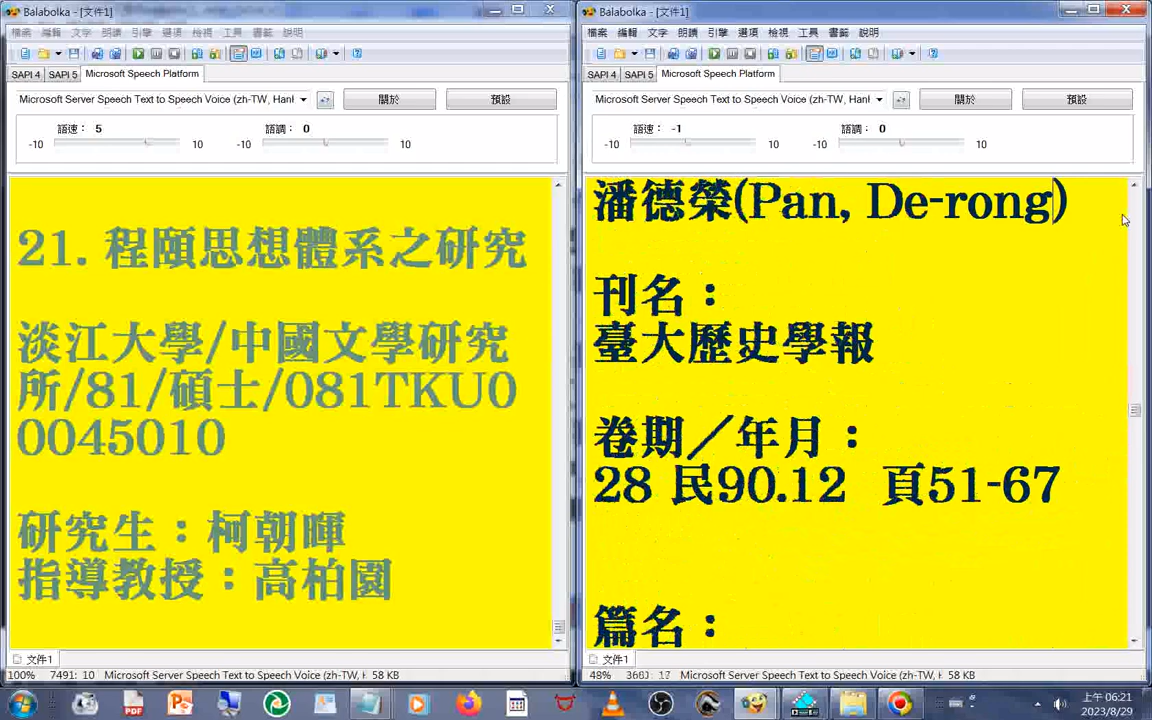 Balabolka - [文件1]
檔案 編輯 文字 朗讀 引擎 選項 檢視 工具 書籤 說明
SAPI 4 SAPI 5 Microsoft Speech Platform
Microsoft Server Speech Text to Speech Voice (zh-TW, Hanl
關於
預設
語速： 5
語調： 0
-10 10 -10 10
21. 程頤思想體系之研究
淡江大學/中國文學研究
所/81/碩士/081TKU0
0045010
研究生：柯朝暉
指導教授：高柏園
文件1
100% 7491: 10 Microsoft Server Speech Text to Speech Voice (zh-TW, H 58 KB
Balabolka - [文件1]
檔案 編輯 文字 朗讀 引擎 選項 檢視 工具 書籤 說明
SAPI 4 SAPI 5 Microsoft Speech Platform
Microsoft Server Speech Text to Speech Voice (zh-TW, Hanl
關於
預設
語速： -1
語調： 0
-10 10 -10 10
潘德榮(Pan, De-rong)
刊名：
臺大歷史學報
卷期／年月：
28 民90.12 頁51-67
篇名：
文件1
48% Microsoft Server Speech Text to Speech Voice (zh-TW, H 58 KB
上午 06:21
2023/8/29